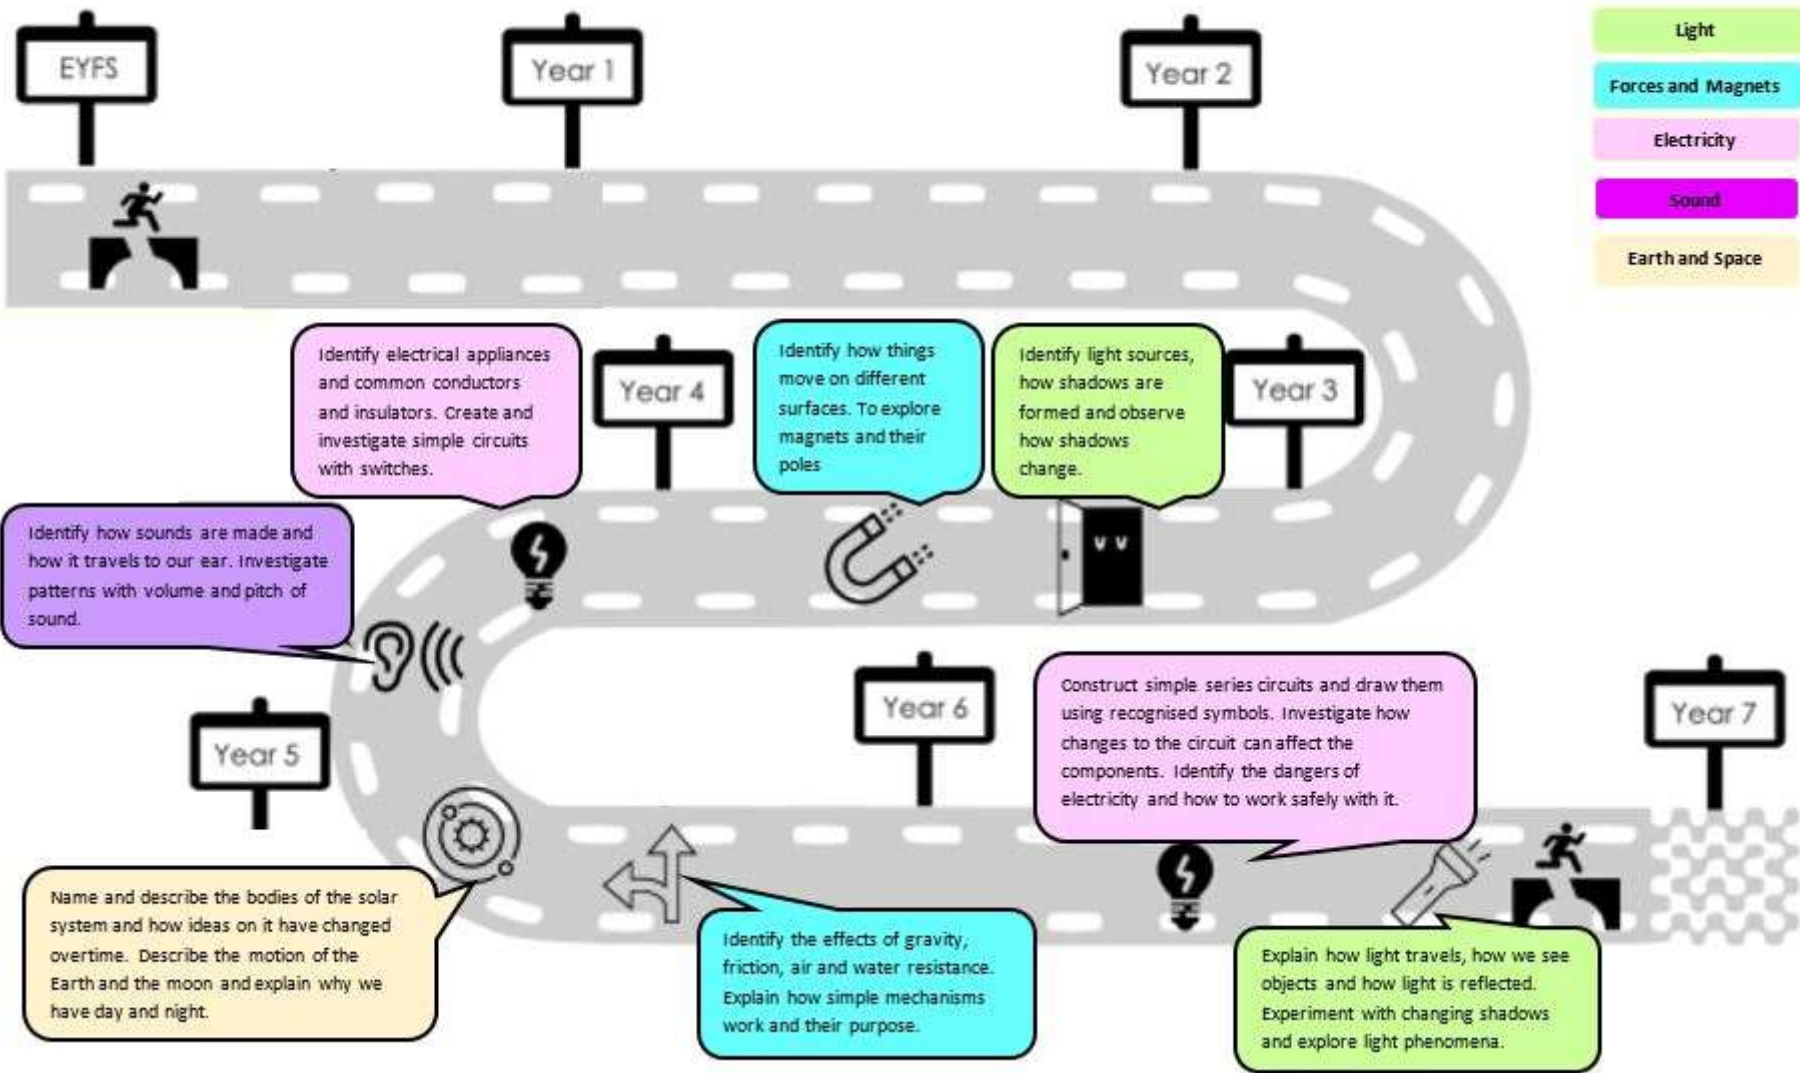 EYFS
Year 1
Year 2
Light
Forces and Magnets
Electricity
Sound
Earth and Space
Identify light sources,
how shadows are
formed and observe
how shadows
change.
Year 3
Identify how things
move on different
surfaces. To explore
magnets and their
poles
Year 4
Identify electrical appliances
and common conductors
and insulators. Create and
investigate simple circuits
with switches.
Identify how sounds are made and
how it travels to our ear. Investigate
patterns with volume and pitch of
sound.
Year 5
Name and describe the bodies of the solar
system and how ideas on it have changed
overtime. Describe the motion of the
Earth and the moon and explain why we
have day and night.
Identify the effects of gravity,
friction, air and water resistance.
Explain how simple mechanisms
work and their purpose.
Year 6
Construct simple series circuits and draw them
using recognised symbols. Investigate how
changes to the circuit can affect the
components. Identify the dangers of
electricity and how to work safely with it.
Explain how light travels, how we see
objects and how light is reflected.
Experiment with changing shadows
and explore light phenomena.
Year 7